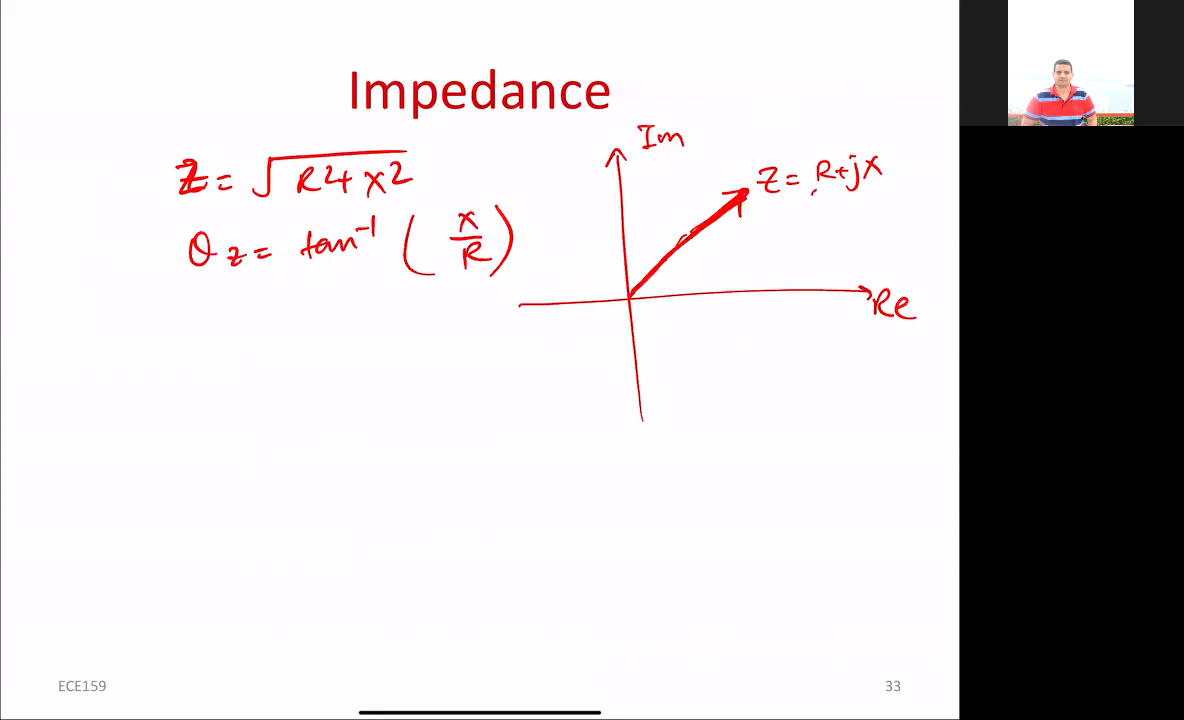 Impedance
Im
Z = √(R²+X²)
Z = R+jX
θz = tan⁻¹ (X/R)
Re
ECE159
33